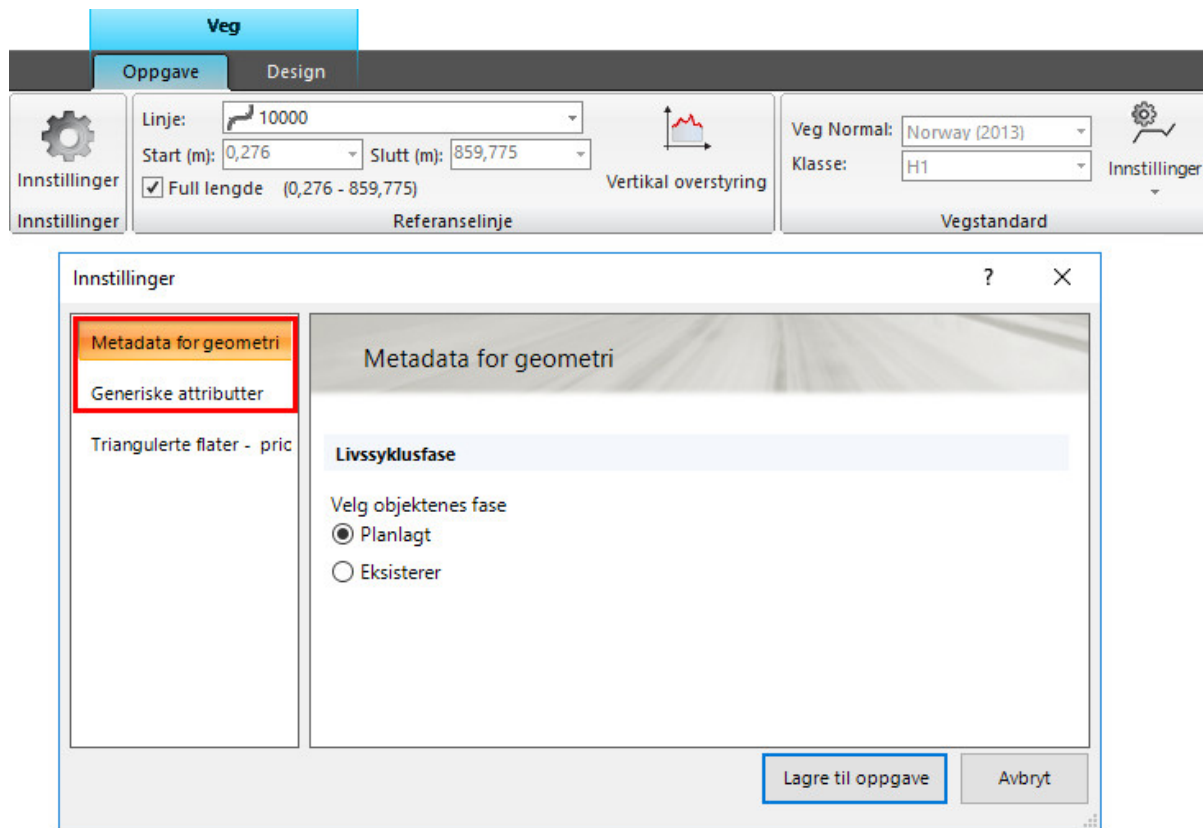 Veg
Oppgave Design
Linje: 10000
Start (m): 0,276 Slutt (m): 859,775
Full lengde (0,276 - 859,775)
Innstillinger
Vertikal overstyring
Veg Normal: Norway (2013)
Klasse: H1
Innstillinger
Innstillinger Referanselinje Vegstandard
Innstillinger ?
Metadata for geometri
Generiske attributter
Triangulerte flater - pric
Metadata for geometri
Livssyklusfase
Velg objektenes fase
Planlagt
Eksisterer
Lagre til oppgave Avbryt